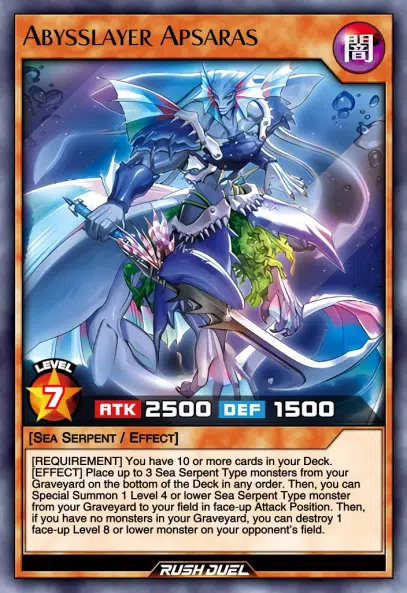 Abysslayer Apsaras
闇
LEVEL
7
ATK 2500 DEF 1500
[Sea Serpent / Effect]
[REQUIREMENT] You have 10 or more cards in your Deck.
[EFFECT] Place up to 3 Sea Serpent Type monsters from your
Graveyard on the bottom of the Deck in any order. Then, you can
Special Summon 1 Level 4 or lower Sea Serpent Type monster
from your Graveyard to your field in face-up Attack Position. Then,
if you have no monsters in your Graveyard, you can destroy 1
face-up Level 8 or lower monster on your opponent's field.
RUSH DUEL